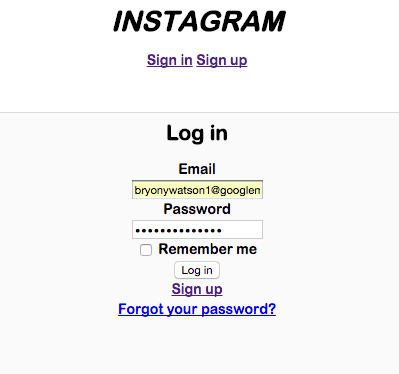 INSTAGRAM
Sign in Sign up
Log in
Email
bryonywatson1@googlem
Password
••••••••••••••
Remember me
Log in
Sign up
Forgot your password?